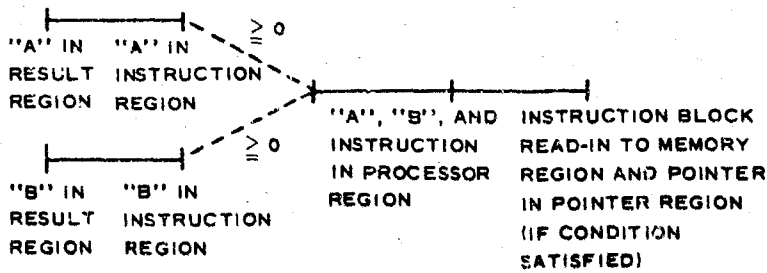 ≧ 0
"A" IN "A" IN
RESULT INSTRUCTION
REGION REGION
"A", "B", AND INSTRUCTION BLOCK
INSTRUCTION READ-IN TO MEMORY
IN PROCESSOR REGION AND POINTER
REGION IN POINTER REGION
(IF CONDITION
SATISFIED)
≧ 0
"B" IN "B" IN
RESULT INSTRUCTION
REGION REGION